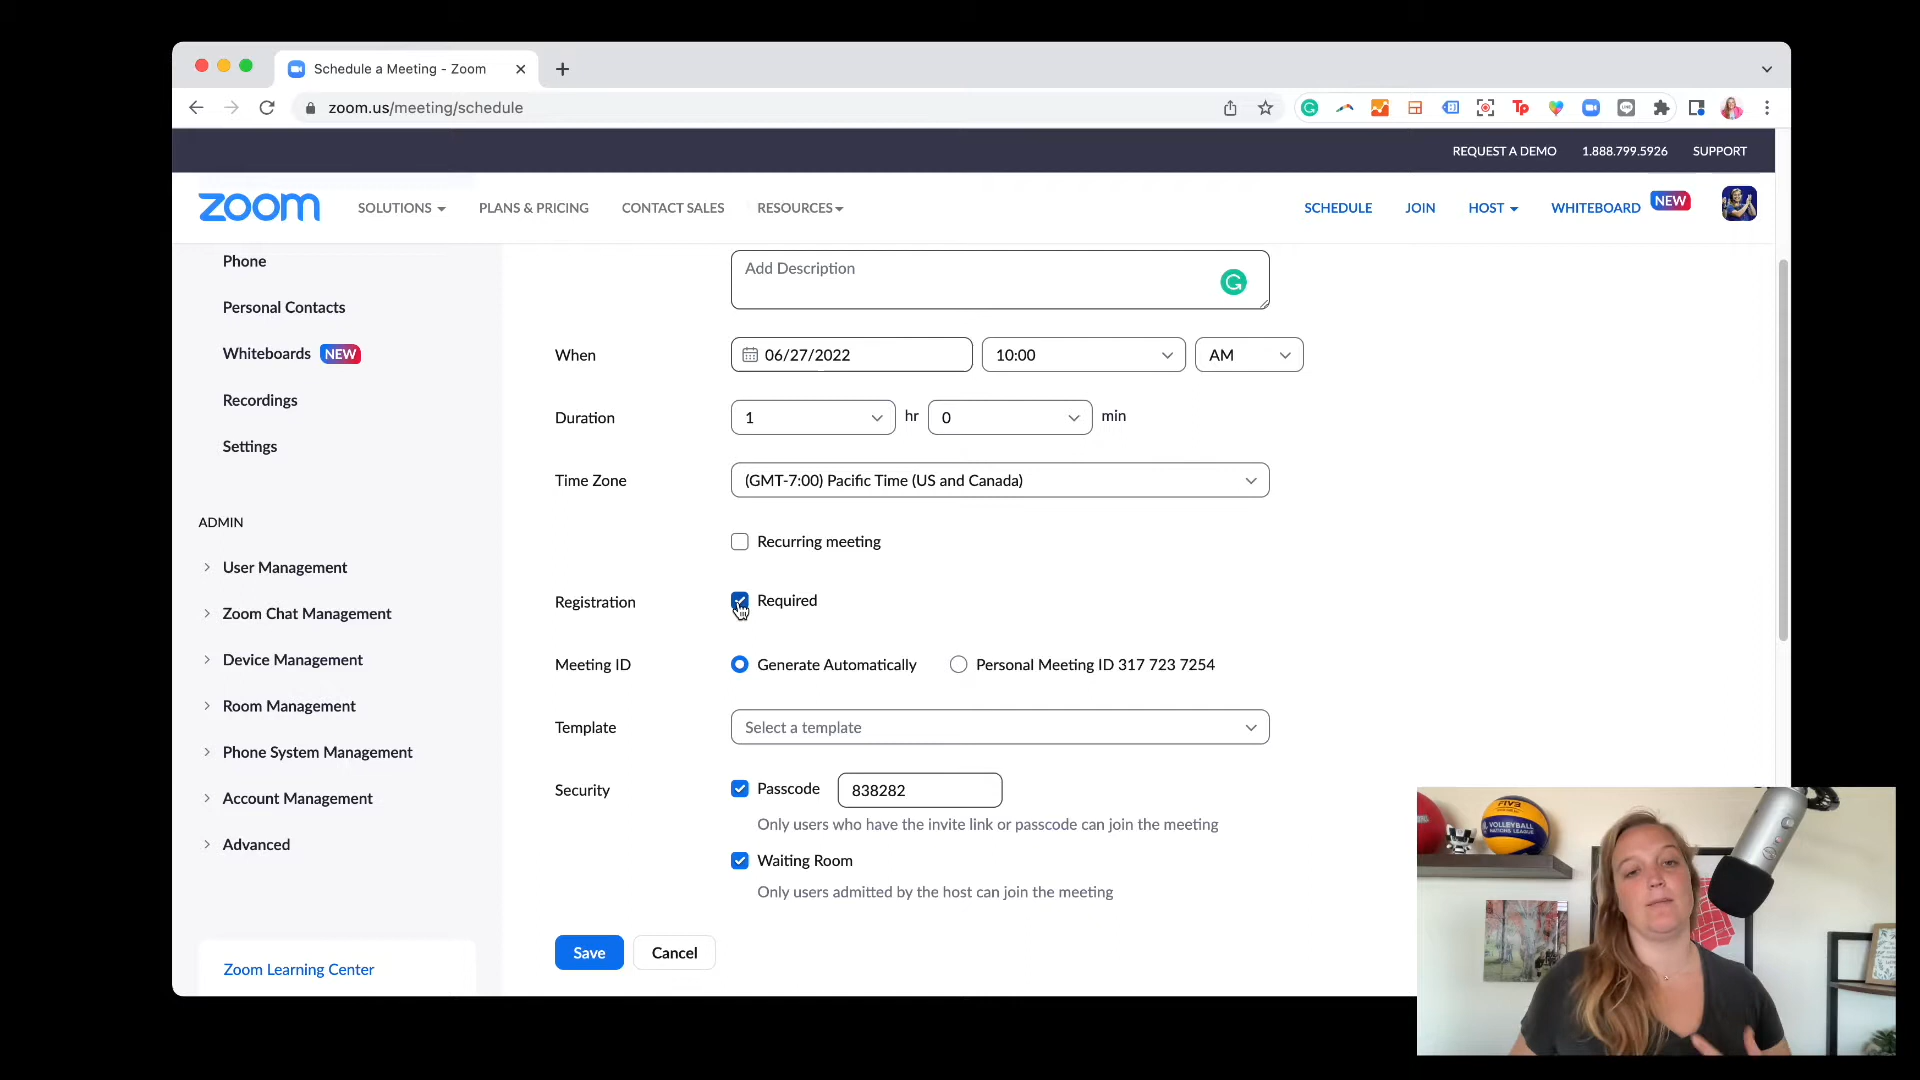 Schedule a Meeting - Zoom
zoom.us/meeting/schedule
REQUEST A DEMO 1.888.799.5926 SUPPORT
zoom SOLUTIONS PLANS & PRICING CONTACT SALES RESOURCES SCHEDULE JOIN HOST WHITEBOARD NEW
Phone
Personal Contacts
Whiteboards NEW
Recordings
Settings
ADMIN
User Management
Zoom Chat Management
Device Management
Room Management
Phone System Management
Account Management
Advanced
Zoom Learning Center
Add Description
When 06/27/2022 10:00 AM
Duration 1 hr 0 min
Time Zone (GMT-7:00) Pacific Time (US and Canada)
Recurring meeting
Registration Required
Meeting ID Generate Automatically Personal Meeting ID 317 723 7254
Template Select a template
Security Passcode 838282
Only users who have the invite link or passcode can join the meeting
Waiting Room
Only users admitted by the host can join the meeting
Save Cancel
FIVB
VOLLEYBALL
NATIONS LEAGUE